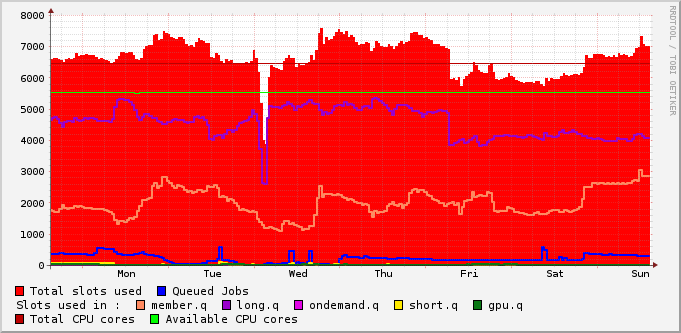 8000
7000
6000
5000
4000
3000
2000
1000
0
Mon Tue Wed Thu Fri Sat Sun
RRDTOOL / TOBI OETIKER
Total slots used Queued Jobs
Slots used in : member.q long.q ondemand.q short.q gpu.q
Total CPU cores Available CPU cores